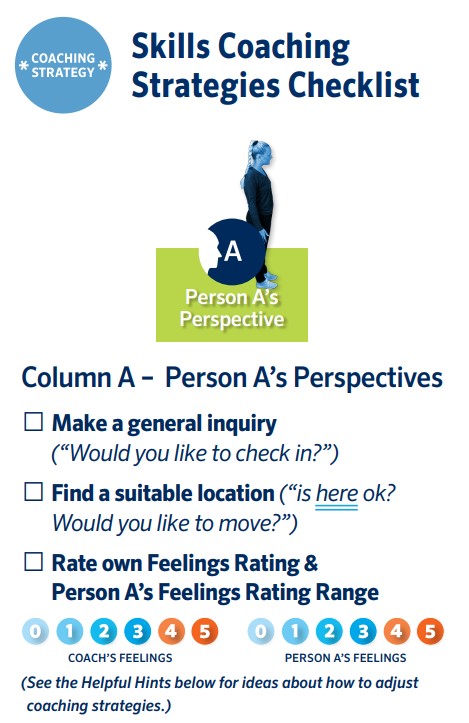 * COACHING *
STRATEGY
Skills Coaching
Strategies Checklist
A
Person A's
Perspective
Column A – Person A's Perspectives
☐ Make a general inquiry
(“Would you like to check in?”)
☐ Find a suitable location (“is here ok?
Would you like to move?”)
☐ Rate own Feelings Rating &
Person A's Feelings Rating Range
0 1 2 3 4 5
COACH'S FEELINGS
0 1 2 3 4 5
PERSON A'S FEELINGS
(See the Helpful Hints below for ideas about how to adjust
coaching strategies.)